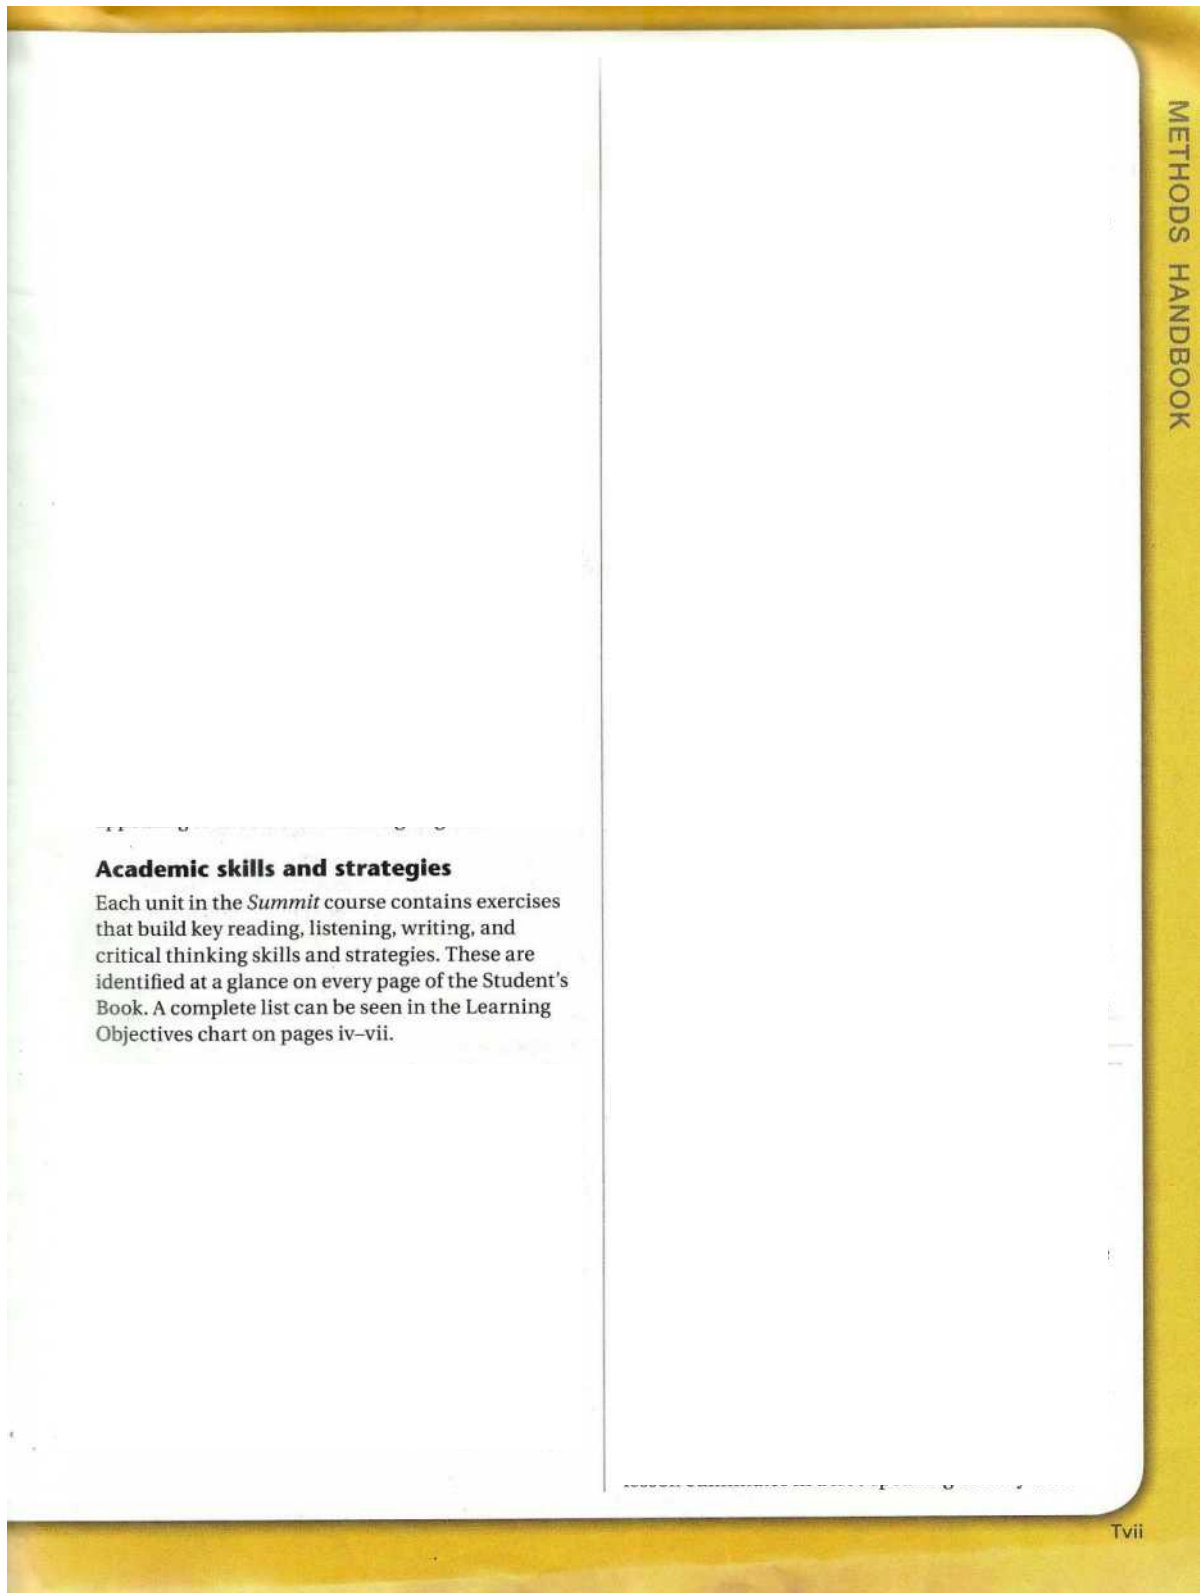 METHODS HANDBOOK
Academic skills and strategies
Each unit in the Summit course contains exercises
that build key reading, listening, writing, and
critical thinking skills and strategies. These are
identified at a glance on every page of the Student's
Book. A complete list can be seen in the Learning
Objectives chart on pages iv–vii.
Tvii